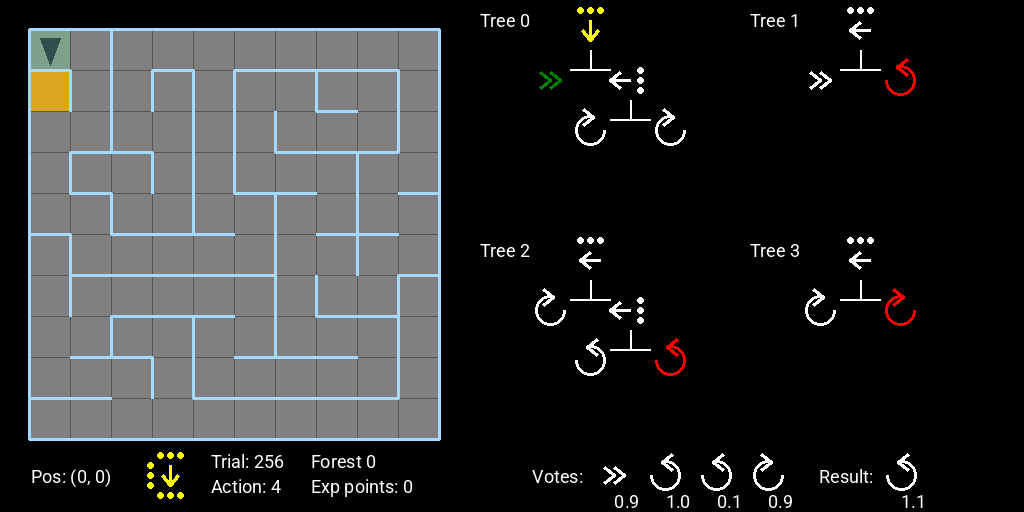 Tree 0
Tree 1
Tree 2
Tree 3
Pos: (0, 0)
Trial: 256
Forest 0
Action: 4
Exp points: 0
Votes:
0.9
1.0
0.1
0.9
Result:
1.1